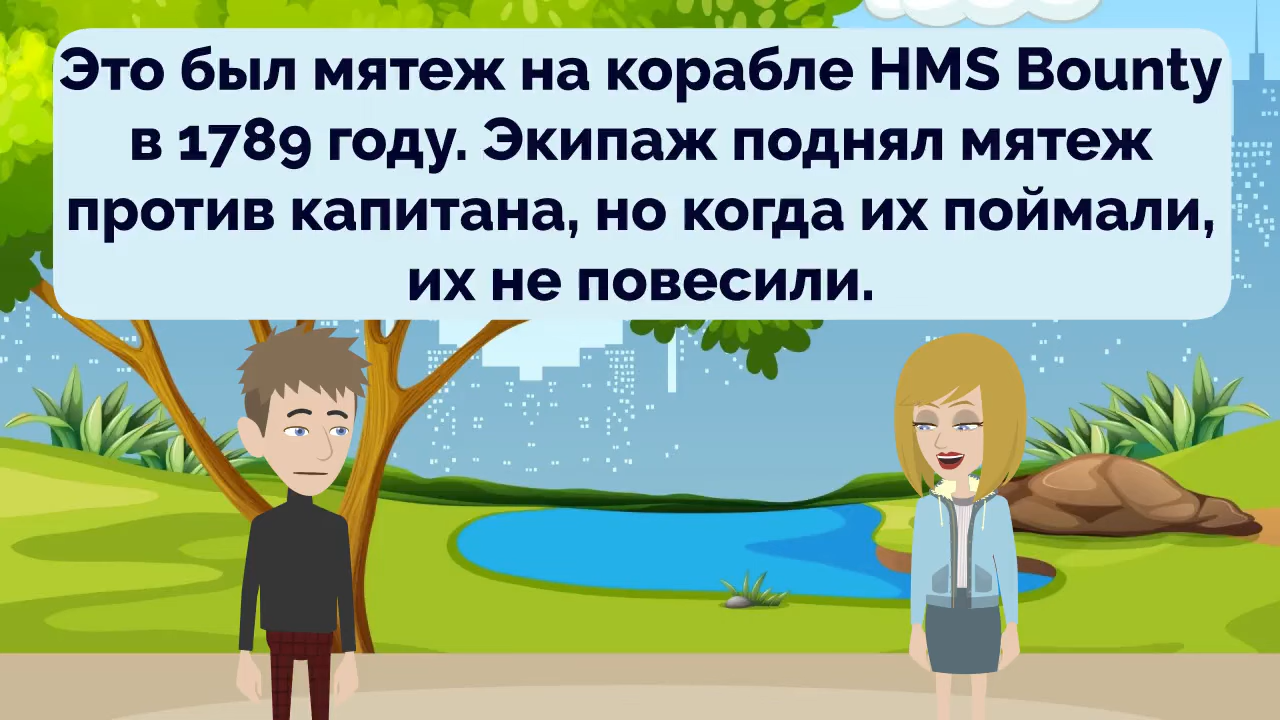 Это был мятеж на корабле HMS Bounty
в 1789 году. Экипаж поднял мятеж
против капитана, но когда их поймали,
их не повесили.